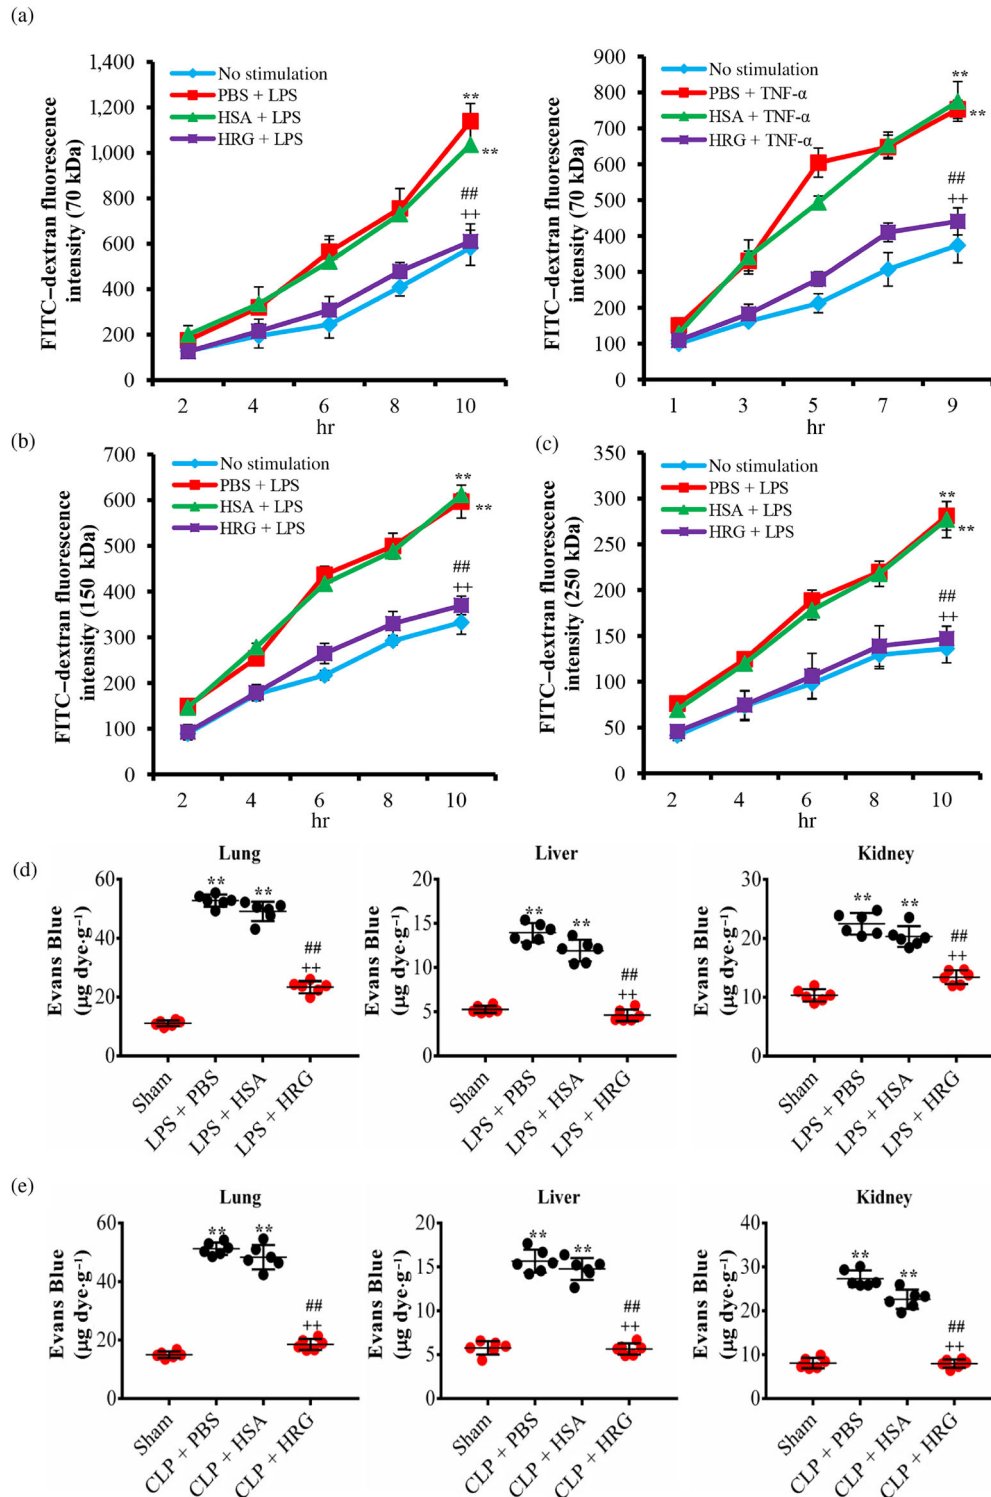 (a)
FITC–dextran fluorescence
intensity (70 kDa)
1,400
1,200
1,000
800
600
400
200
0
No stimulation
PBS + LPS
HSA + LPS
HRG + LPS
**
**
##
++
2 4 6 8 10
hr
FITC–dextran fluorescence
intensity (70 kDa)
900
800
700
600
500
400
300
200
100
0
No stimulation
PBS + TNF-α
HSA + TNF-α
HRG + TNF-α
**
**
##
++
1 3 5 7 9
hr
(b)
FITC–dextran fluorescence
intensity (150 kDa)
700
600
500
400
300
200
100
0
No stimulation
PBS + LPS
HSA + LPS
HRG + LPS
**
**
##
++
2 4 6 8 10
hr
(c)
FITC–dextran fluorescence
intensity (250 kDa)
350
300
250
200
150
100
50
0
No stimulation
PBS + LPS
HSA + LPS
HRG + LPS
**
**
##
++
2 4 6 8 10
hr
(d)
Lung
Evans Blue
(µg dye·g⁻¹)
60
40
20
0
** **
##
++
Sham
LPS + PBS
LPS + HSA
LPS + HRG
Liver
Evans Blue
(µg dye·g⁻¹)
20
15
10
5
0
** **
##
++
Sham
LPS + PBS
LPS + HSA
LPS + HRG
Kidney
Evans Blue
(µg dye·g⁻¹)
30
20
10
0
** **
##
++
Sham
LPS + PBS
LPS + HSA
LPS + HRG
(e)
Lung
Evans Blue
(µg dye·g⁻¹)
60
40
20
0
** **
##
++
Sham
CLP + PBS
CLP + HSA
CLP + HRG
Liver
Evans Blue
(µg dye·g⁻¹)
20
15
10
5
0
** **
##
++
Sham
CLP + PBS
CLP + HSA
CLP + HRG
Kidney
Evans Blue
(µg dye·g⁻¹)
40
30
20
10
0
** **
##
++
Sham
CLP + PBS
CLP + HSA
CLP + HRG